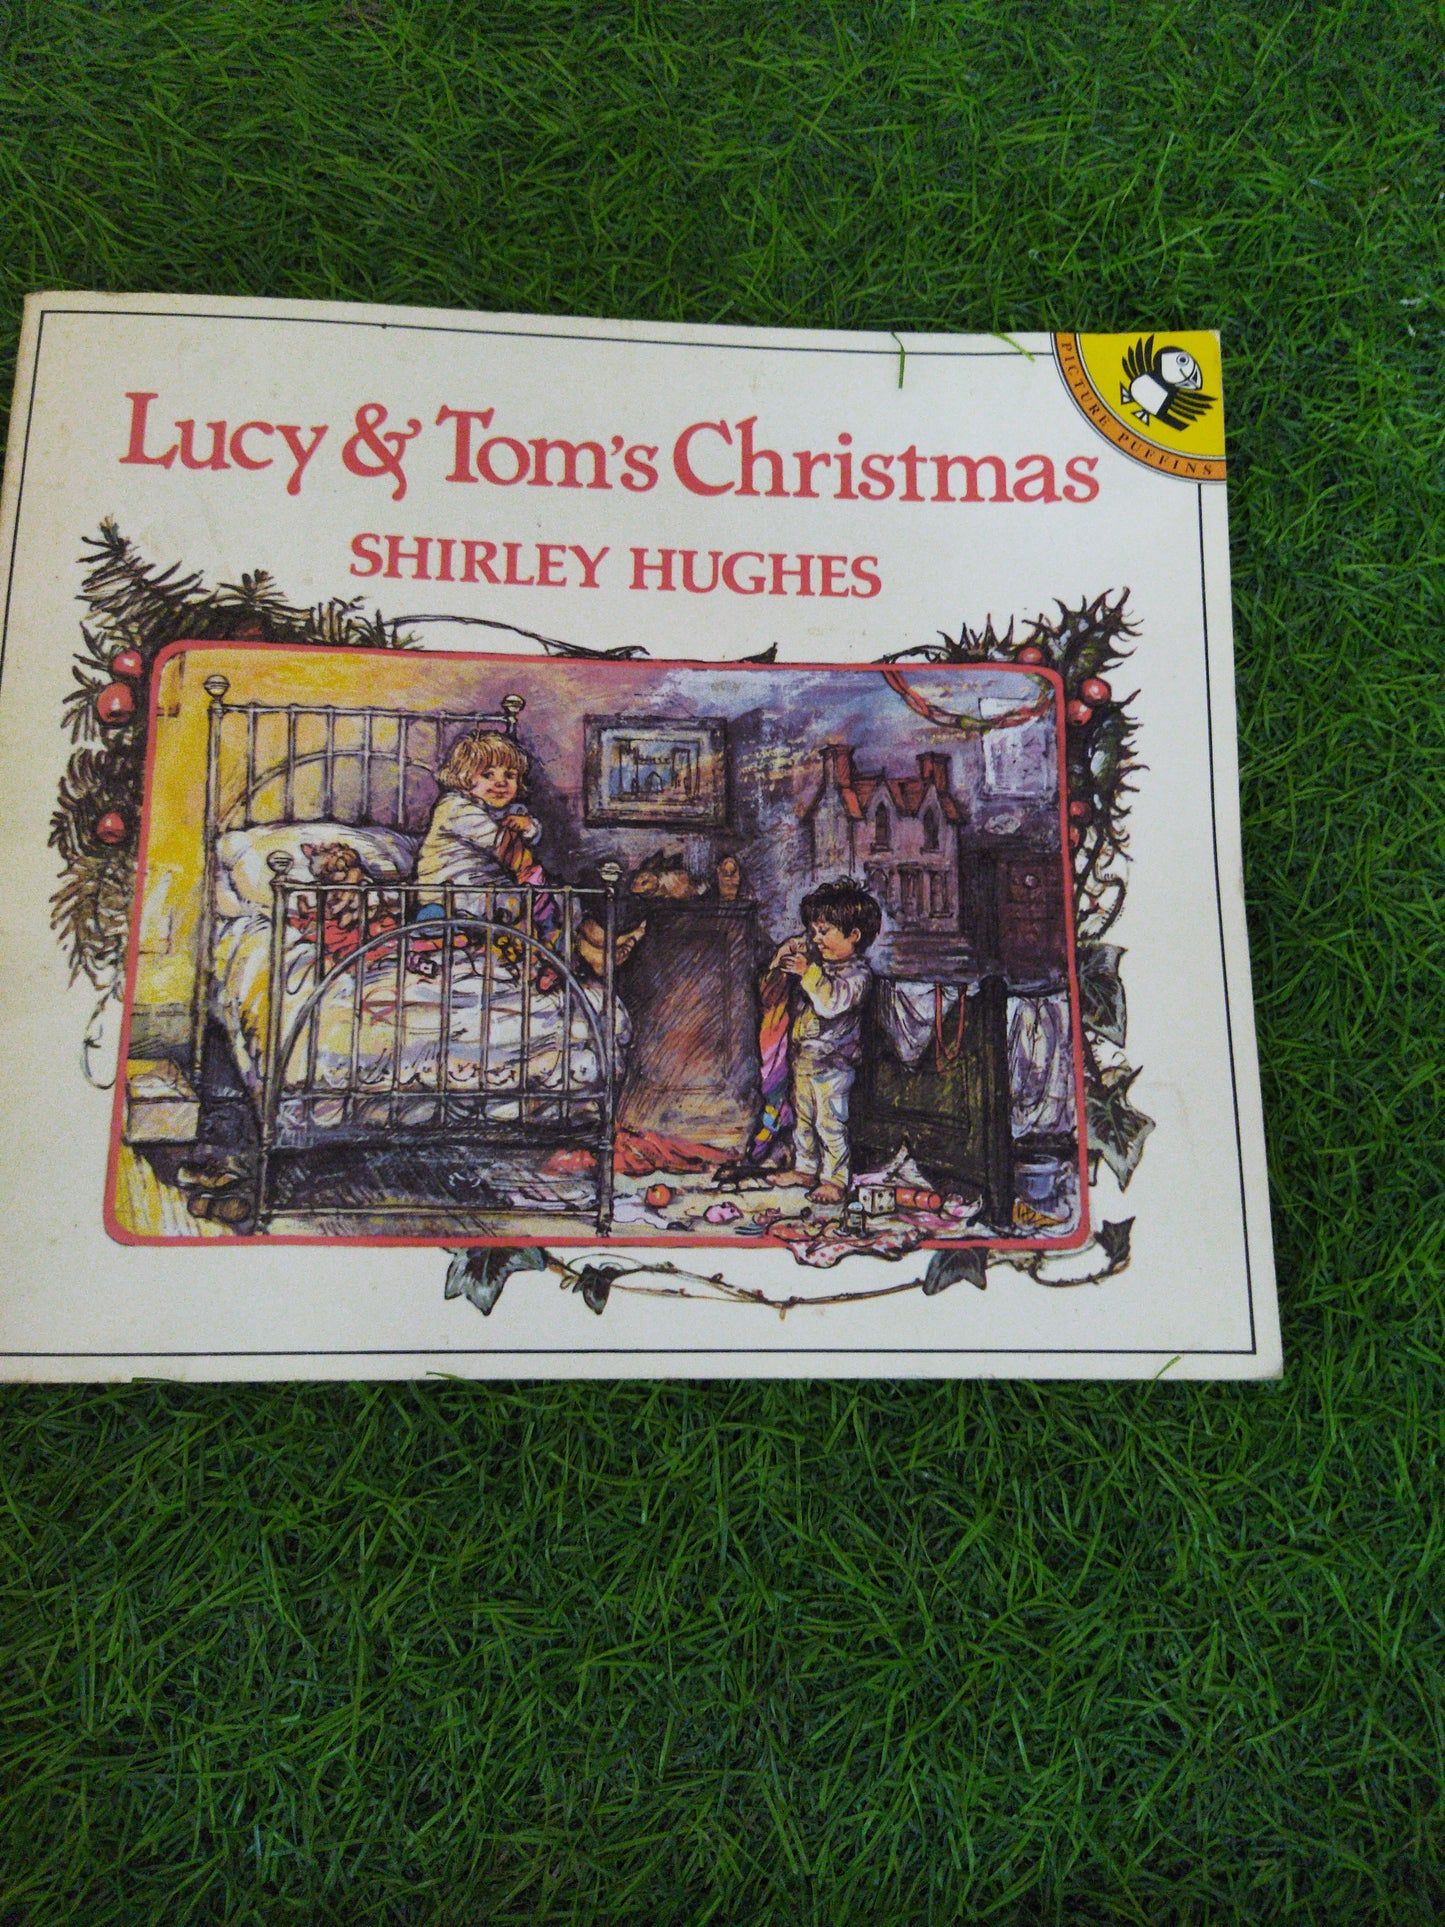 Lucy & Tom's Christmas
SHIRLEY HUGHES
PICTURE PUFFINS